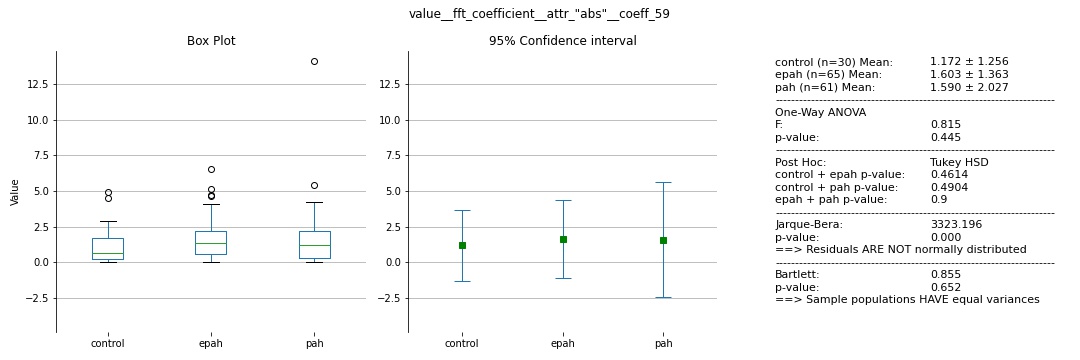 value__fft_coefficient__attr_"abs"__coeff_59
Box Plot
Value
12.5
10.0
7.5
5.0
2.5
0.0
−2.5
control
epah
pah
95% Confidence interval
12.5
10.0
7.5
5.0
2.5
0.0
−2.5
control
epah
pah
control (n=30) Mean: 1.172 ± 1.256
epah (n=65) Mean: 1.603 ± 1.363
pah (n=61) Mean: 1.590 ± 2.027
One-Way ANOVA
F: 0.815
p-value: 0.445
Post Hoc: Tukey HSD
control + epah p-value: 0.4614
control + pah p-value: 0.4904
epah + pah p-value: 0.9
Jarque-Bera: 3323.196
p-value: 0.000
==> Residuals ARE NOT normally distributed
Bartlett: 0.855
p-value: 0.652
==> Sample populations HAVE equal variances